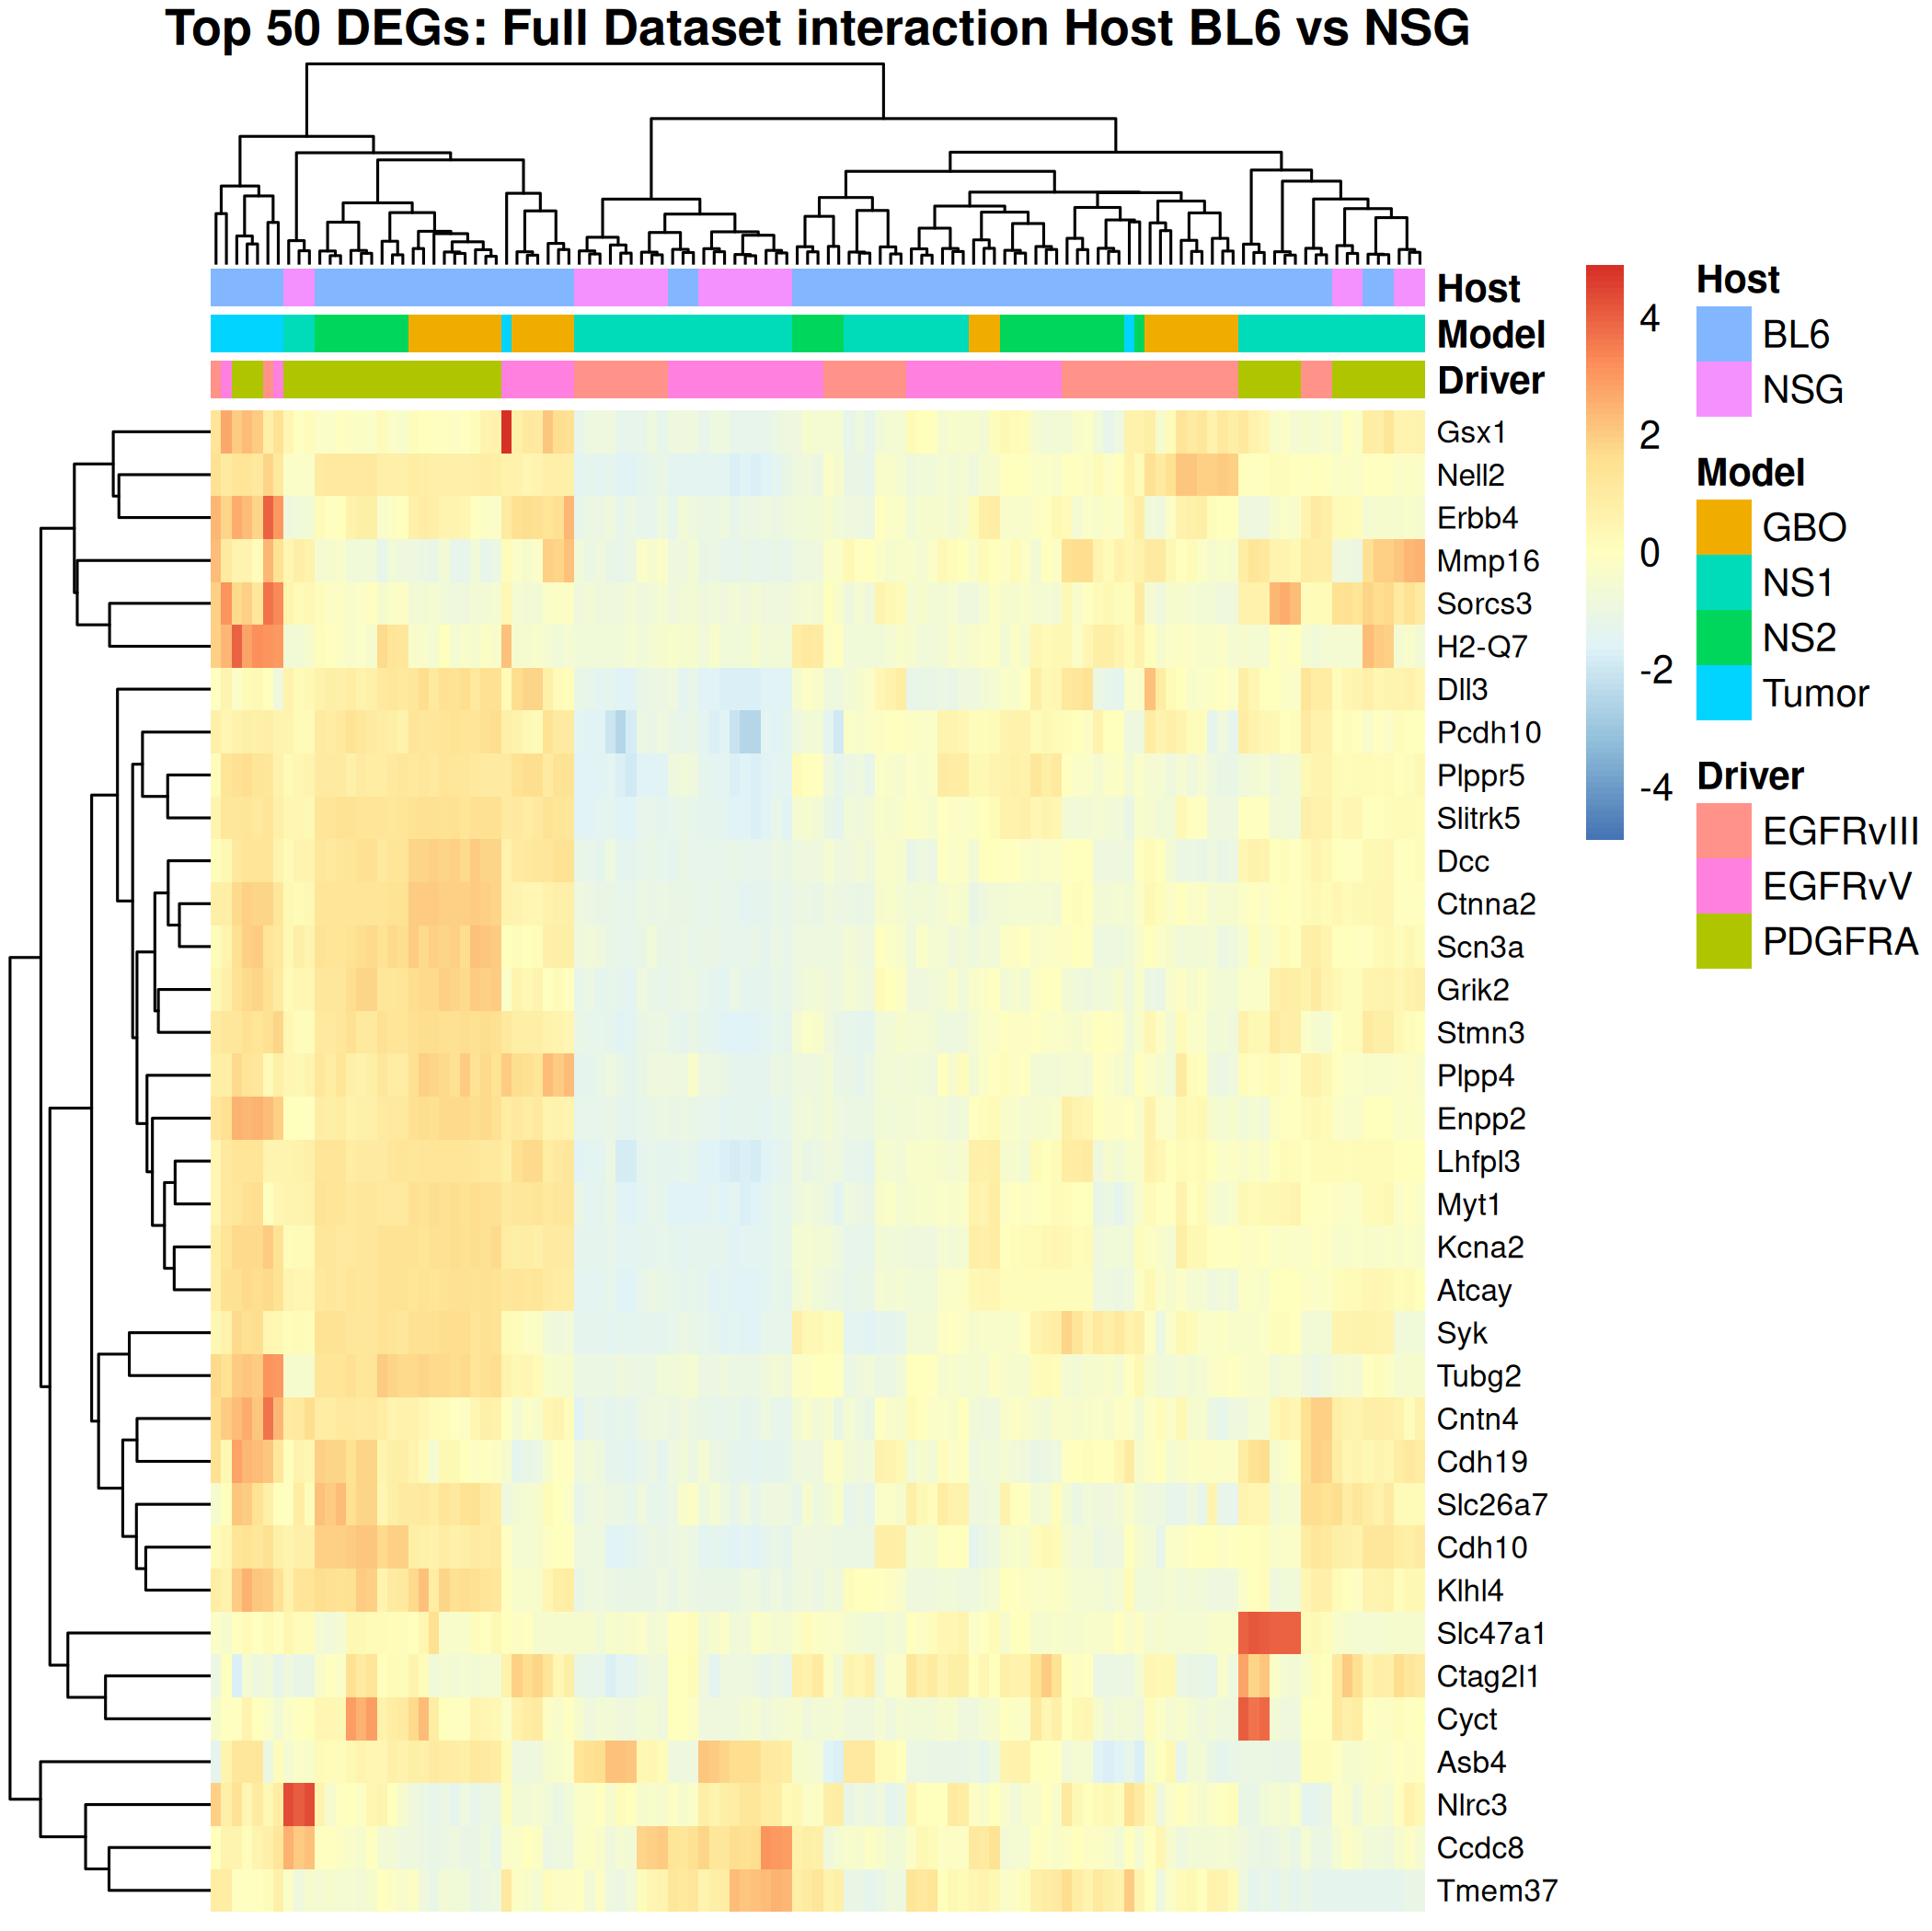 Top 50 DEGs: Full Dataset interaction Host BL6 vs NSG
Host
Model
Driver
Gsx1
Nell2
Erbb4
Mmp16
Sorcs3
H2-Q7
Dll3
Pcdh10
Plppr5
Slitrk5
Dcc
Ctnna2
Scn3a
Grik2
Stmn3
Plpp4
Enpp2
Lhfpl3
Myt1
Kcna2
Atcay
Syk
Tubg2
Cntn4
Cdh19
Slc26a7
Cdh10
Klhl4
Slc47a1
Ctag2l1
Cyct
Asb4
Nlrc3
Ccdc8
Tmem37
4
2
0
-2
-4
Host
BL6
NSG
Model
GBO
NS1
NS2
Tumor
Driver
EGFRvIII
EGFRvV
PDGFRA